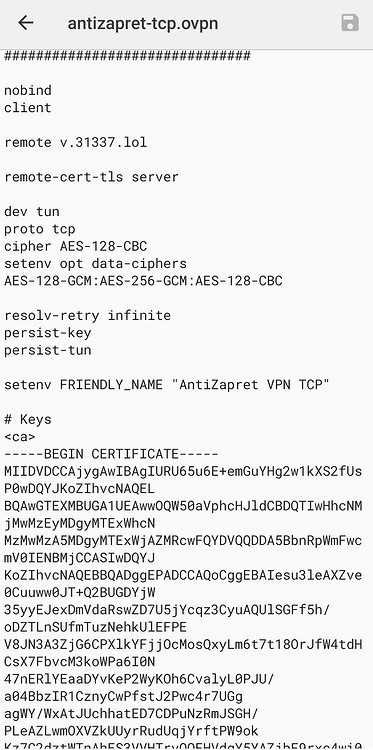 antizapret-tcp.ovpn
###############################
nobind
client
remote v.31337.lol
remote-cert-tls server
dev tun
proto tcp
cipher AES-128-CBC
setenv opt data-ciphers
AES-128-GCM:AES-256-GCM:AES-128-CBC
resolv-retry infinite
persist-key
persist-tun
setenv FRIENDLY_NAME "AntiZapret VPN TCP"
# Keys
<ca>
-----BEGIN CERTIFICATE-----
MIIDVDCCAjygAwIBAgIURU65u6E+emGuYHg2w1kXS2fUs
P0wDQYJKoZIhvcNAQEL
BQAwGTEXMBUGA1UEAwwOQW50aVphcHJldCBDQTIwHhcNM
jMwMzEyMDgyMTExWhcN
MzMwMzA5MDgyMTExWjAZMRcwFQYDVQQDDA5BbnRpWmFwc
mV0IENBMjCCASIwDQYJ
KoZIhvcNAQEBBQADggEPADCCAQoCggEBAIesu3leAXZve
0Cuuww0JT+Q2BUGDYjW
35yyEJexDmVdaRswZD7U5jYcqz3CyuAQUlSGFf5h/
oDZTLnSUfmTuzNehkUlEFPE
V8JN3A3ZjG6CPXlkYFjjOcMosQxyLm6t7t18OrJfW4tdH
CsX7FbvcM3koWPa6I0N
47nERlYEaaDYvKeP2WyKOh6CvalyL0PJU/
a04BbzIR1CznyCwPfstJ2Pwc4r7UGg
agWY/WxAtJUchhatED7CDPuNzRmJSGH/
PLeAZLwmOXVZkUUyrRudUqjYrftPW9ok